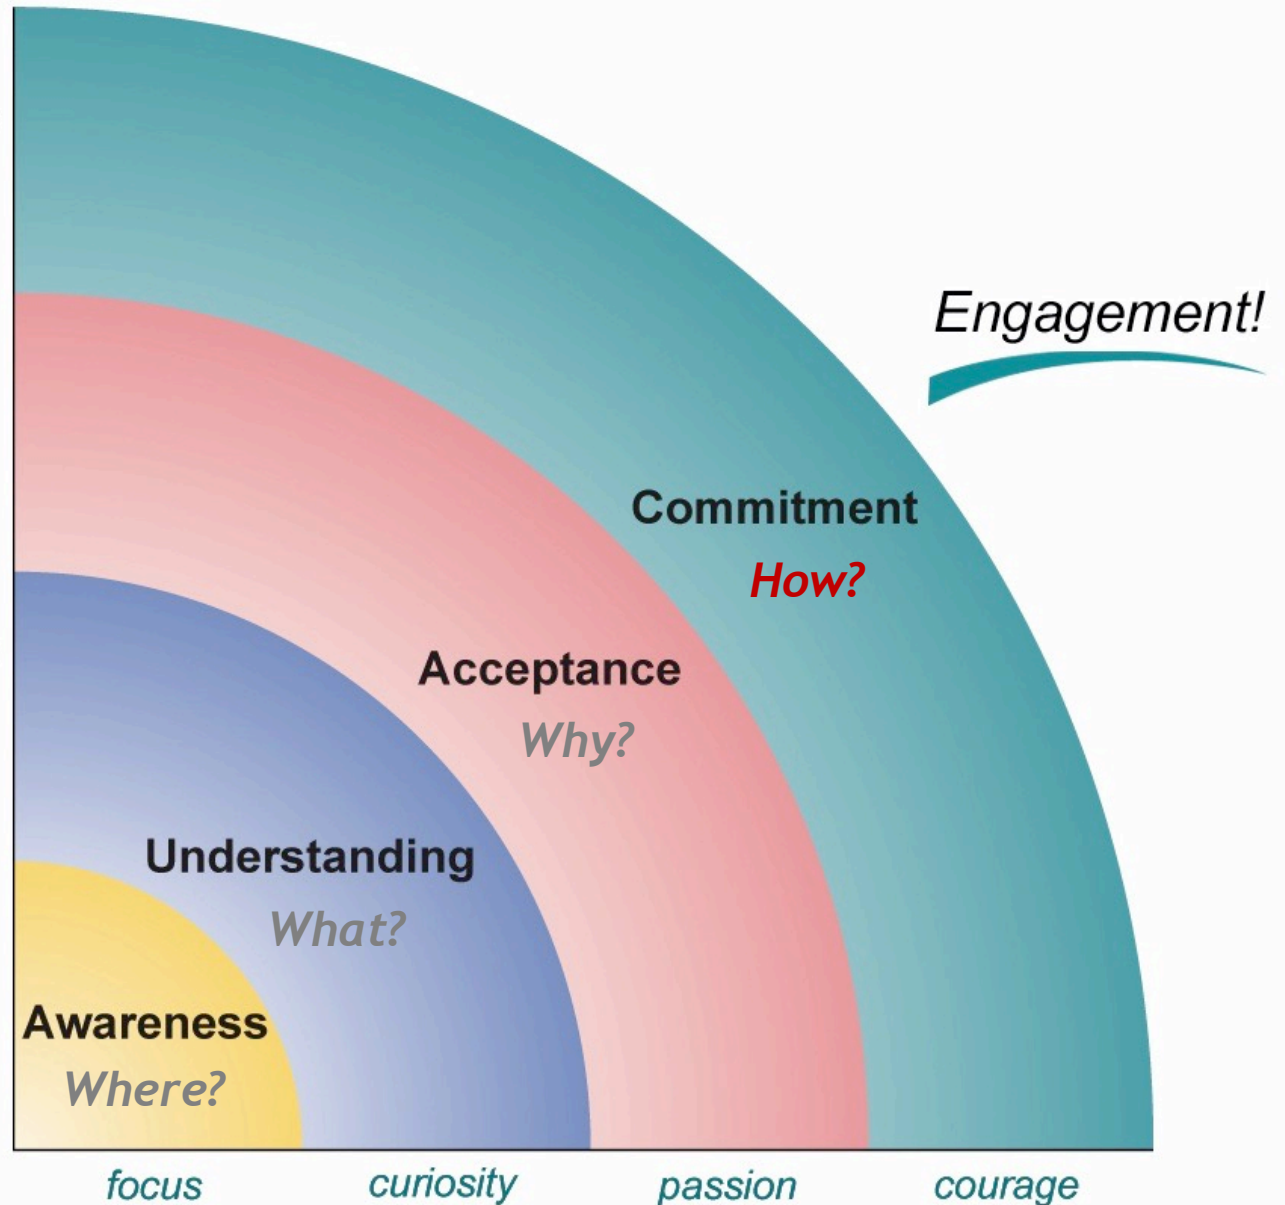 Engagement!
Commitment
How?
Acceptance
Why?
Understanding
What?
Awareness
Where?
focus curiosity passion courage